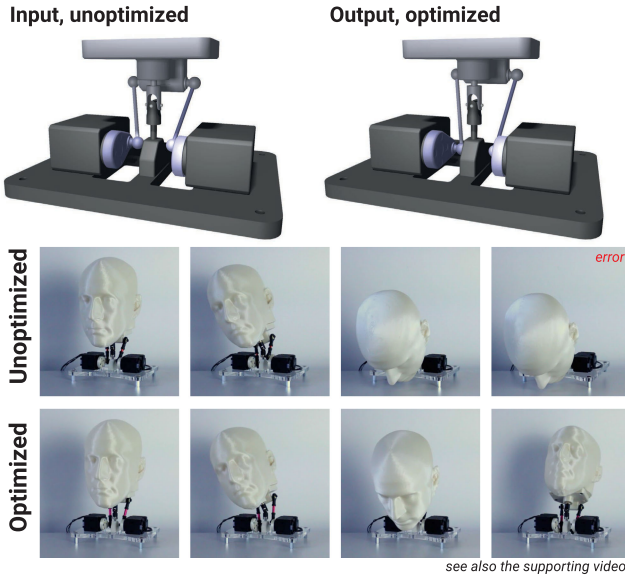 Input, unoptimized
Output, optimized
Unoptimized
error
Optimized
see also the supporting video